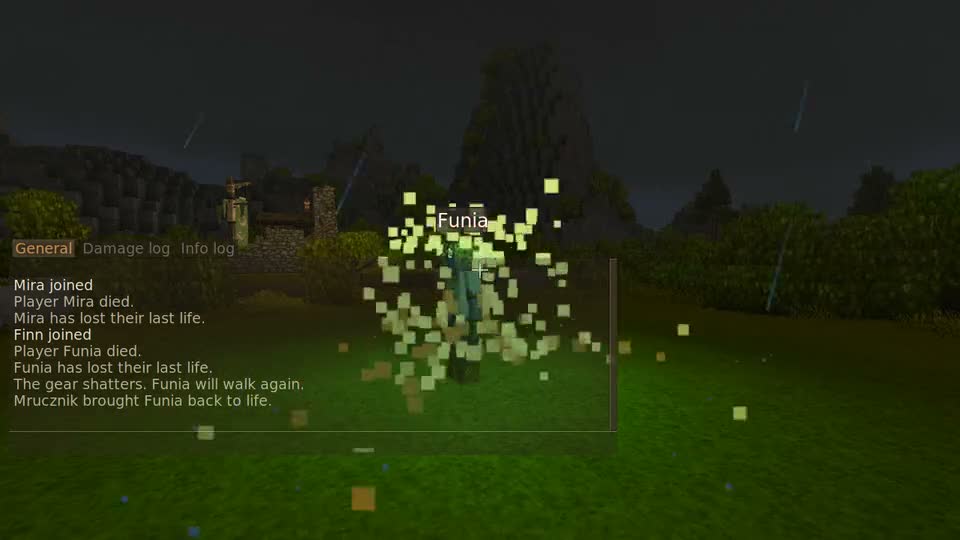 Funia
General Damage log Info log
Mira joined
Player Mira died.
Mira has lost their last life.
Finn joined
Player Funia died.
Funia has lost their last life.
The gear shatters. Funia will walk again.
Mrucznik brought Funia back to life.